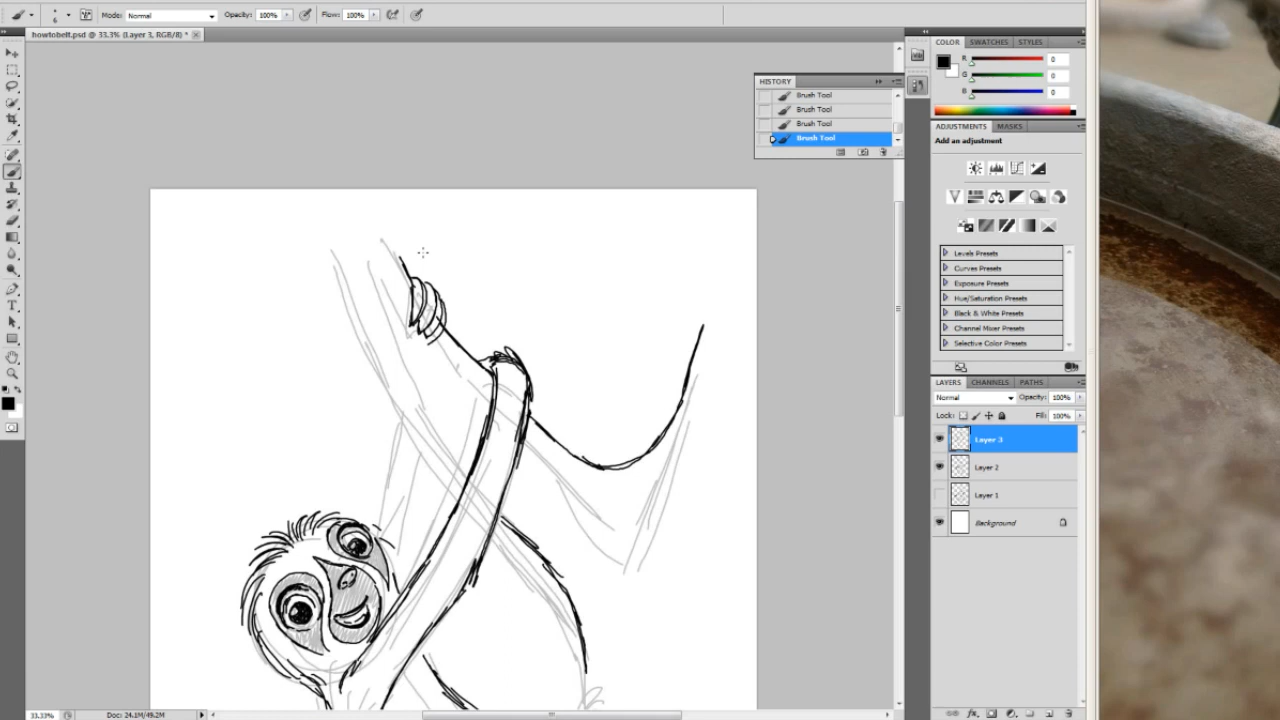 Mode: Normal Opacity: 100% Flow: 100%
howtobelt.psd @ 33.3% (Layer 3, RGB/8) *
HISTORY
Brush Tool
Brush Tool
Brush Tool
Brush Tool
COLOR SWATCHES STYLES
R 0
G 0
B 0
ADJUSTMENTS MASKS
Add an adjustment
Levels Presets
Curves Presets
Exposure Presets
Hue/Saturation Presets
Black & White Presets
Channel Mixer Presets
Selective Color Presets
LAYERS CHANNELS PATHS
Normal Opacity: 100%
Lock: Fill: 100%
Layer 3
Layer 2
Layer 1
Background
33.33% Doc: 24.1M/49.2M